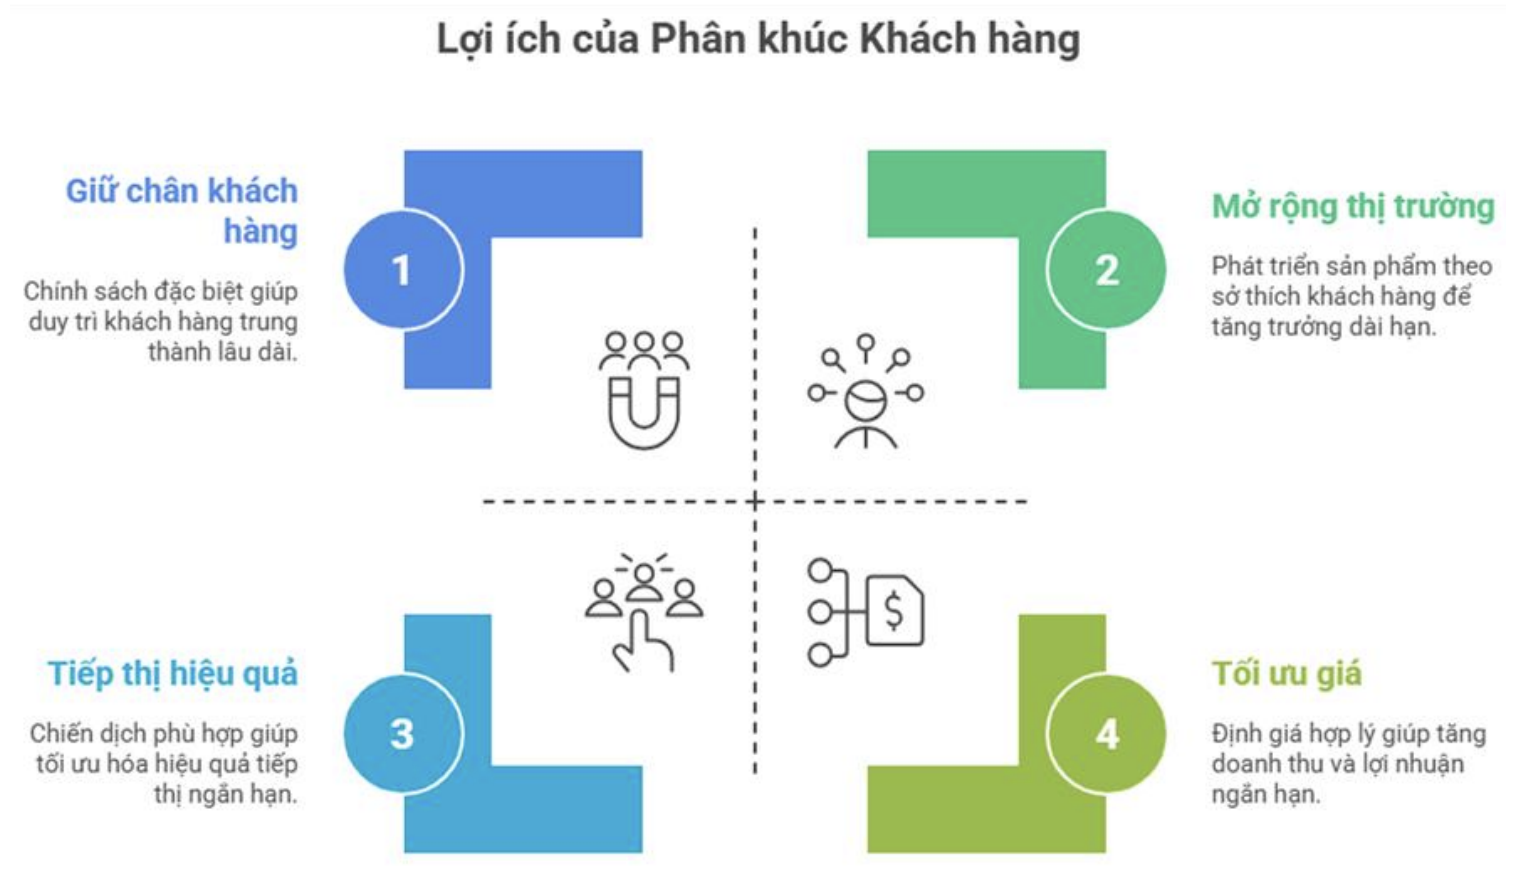 Lợi ích của Phân khúc Khách hàng
Giữ chân khách
hàng
Chính sách đặc biệt giúp
duy trì khách hàng trung
thành lâu dài.
1
2
Mở rộng thị trường
Phát triển sản phẩm theo
sở thích khách hàng để
tăng trưởng dài hạn.
Tiếp thị hiệu quả
Chiến dịch phù hợp giúp
tối ưu hóa hiệu quả tiếp
thị ngắn hạn.
3
$
4
Tối ưu giá
Định giá hợp lý giúp tăng
doanh thu và lợi nhuận
ngắn hạn.